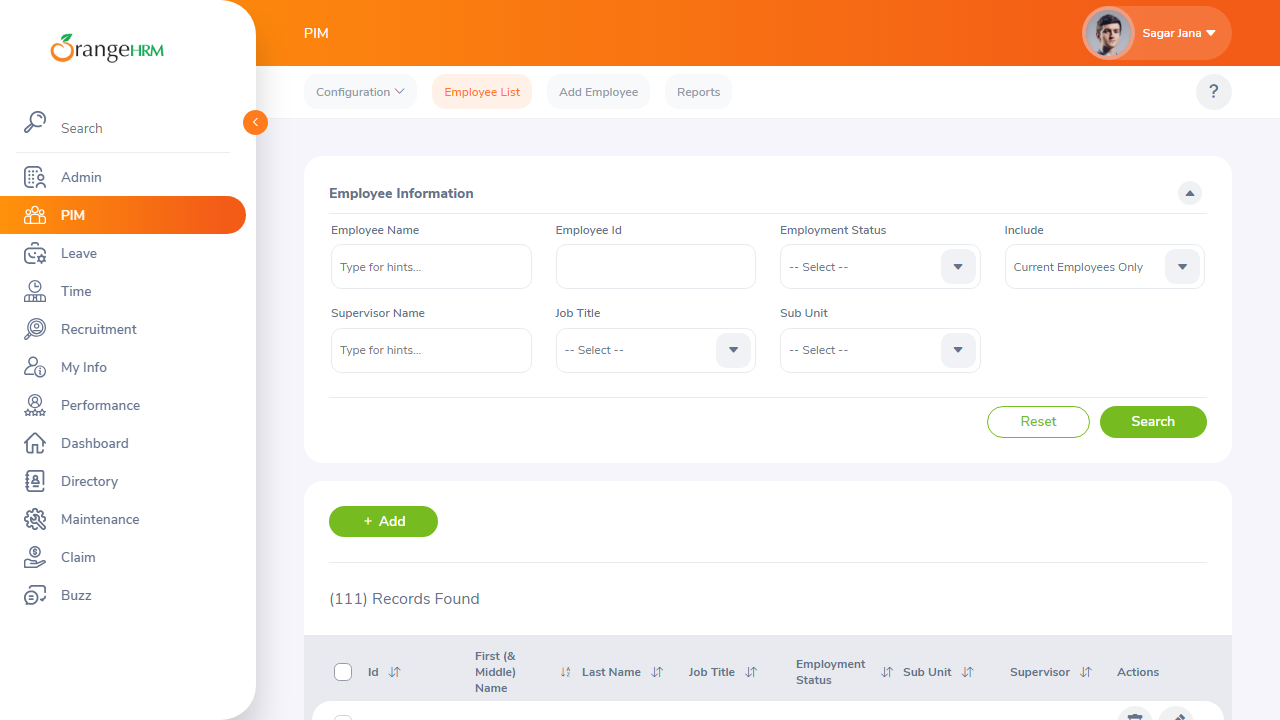 OrangeHRM
Search
Admin
PIM
Leave
Time
Recruitment
My Info
Performance
Dashboard
Directory
Maintenance
Claim
Buzz
PIM
Sagar Jana
Configuration
Employee List
Add Employee
Reports
?
Employee Information
Employee Name
Employee Id
Employment Status
Include
Type for hints...
-- Select --
Current Employees Only
Supervisor Name
Job Title
Sub Unit
Type for hints...
-- Select --
-- Select --
Reset
Search
+ Add
(111) Records Found
Id
First (& Middle) Name
Last Name
Job Title
Employment Status
Sub Unit
Supervisor
Actions